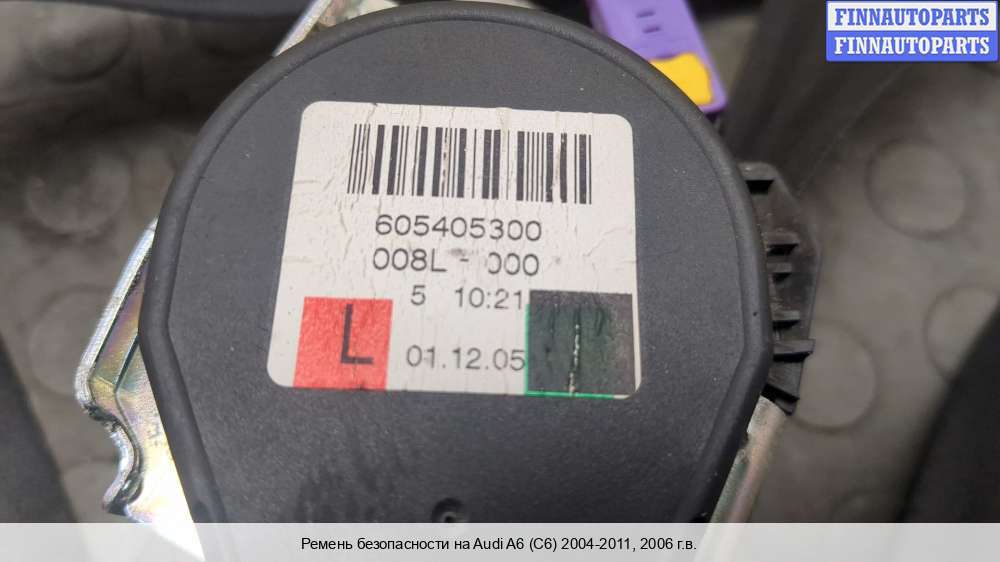 FINNAUTOPARTS
FINNAUTOPARTS
605405300
008L - 000
5 10:21
L
01.12.05
Ремень безопасности на Audi A6 (C6) 2004-2011, 2006 г.в.